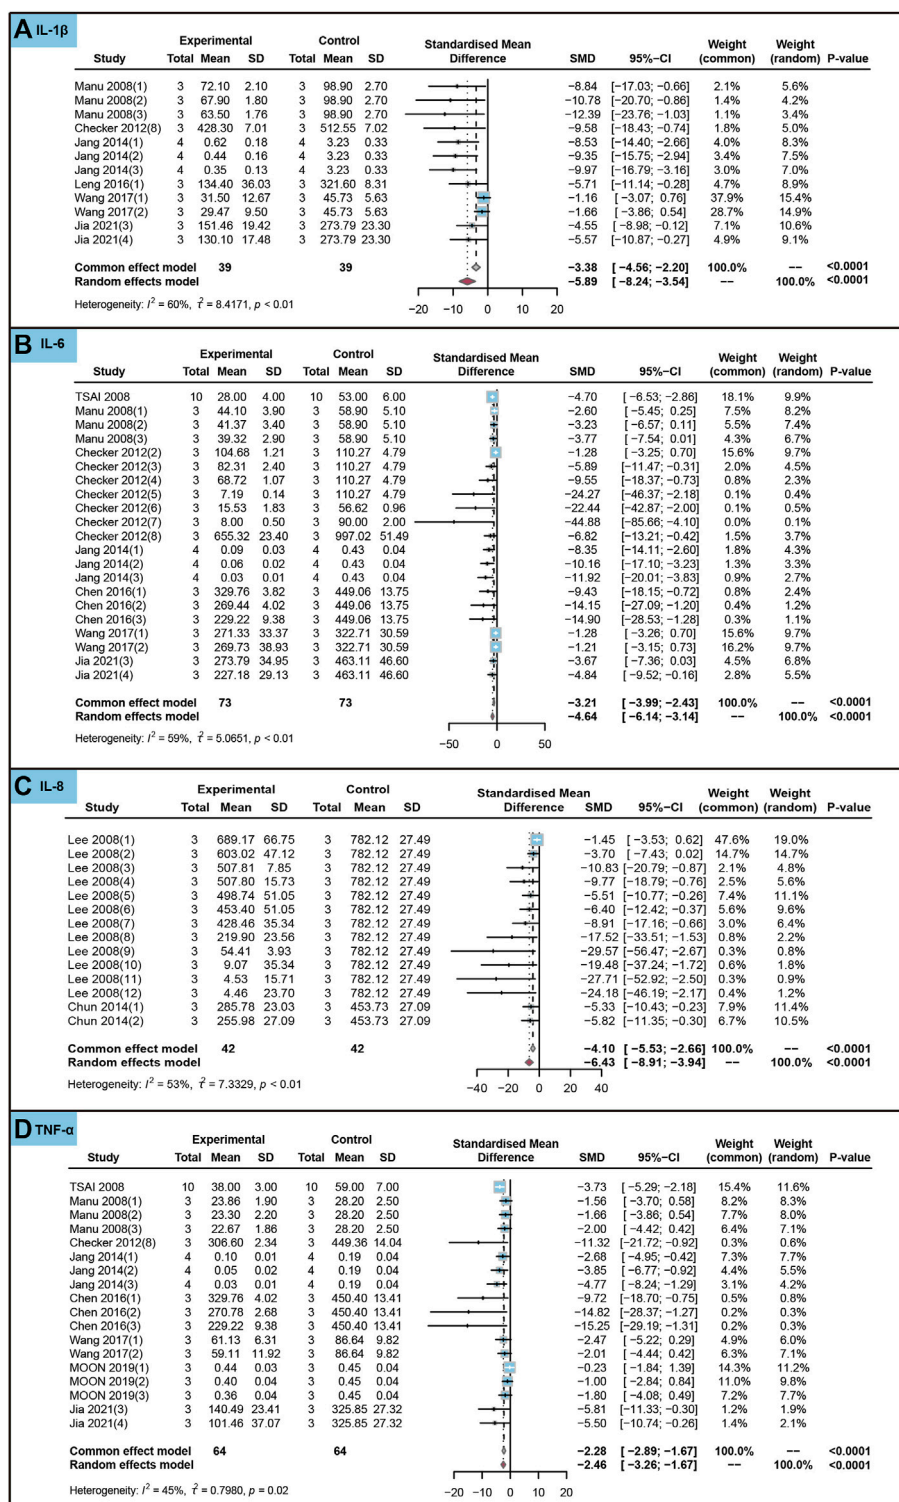 A IL-1β
Experimental Control Standardised Mean Weight Weight
Study Total Mean SD Total Mean SD Difference SMD 95%-CI (common) (random) P-value
Manu 2008(1) 3 72.10 2.10 3 98.90 2.70 −8.84 [−17.03; −0.66] 2.1% 5.6%
Manu 2008(2) 3 67.90 1.80 3 98.90 2.70 −10.78 [−20.70; −0.86] 1.4% 4.2%
Manu 2008(3) 3 63.50 1.76 3 98.90 2.70 −12.39 [−23.76; −1.03] 1.1% 3.4%
Checker 2012(8) 3 428.30 7.01 3 512.55 7.02 −9.58 [−18.43; −0.74] 1.8% 5.0%
Jang 2014(1) 4 0.62 0.18 4 3.23 0.33 −8.53 [−14.40; −2.66] 4.0% 8.3%
Jang 2014(2) 4 0.44 0.16 4 3.23 0.33 −9.35 [−15.75; −2.94] 3.4% 7.5%
Jang 2014(3) 4 0.35 0.13 4 3.23 0.33 −9.97 [−16.79; −3.16] 3.0% 7.0%
Leng 2016(1) 3 134.40 36.03 3 321.60 8.31 −5.71 [−11.14; −0.28] 4.7% 8.9%
Wang 2017(1) 3 31.50 12.67 3 45.73 5.63 −1.16 [−3.07; 0.76] 37.9% 15.4%
Wang 2017(2) 3 29.47 9.50 3 45.73 5.63 −1.66 [−3.86; 0.54] 28.7% 14.9%
Jia 2021(3) 3 151.46 19.42 3 273.79 23.30 −4.55 [−8.98; −0.12] 7.1% 10.6%
Jia 2021(4) 3 130.10 17.48 3 273.79 23.30 −5.57 [−10.87; −0.27] 4.9% 9.1%
Common effect model 39 39 −3.38 [−4.56; −2.20] 100.0% −− <0.0001
Random effects model −5.89 [−8.24; −3.54] −− 100.0% <0.0001
Heterogeneity: I² = 60%, τ² = 8.4171, p < 0.01
−20 −10 0 10 20
B IL-6
Experimental Control Standardised Mean Weight Weight
Study Total Mean SD Total Mean SD Difference SMD 95%-CI (common) (random) P-value
TSAI 2008 10 28.00 4.00 10 53.00 6.00 −4.70 [−6.53; −2.86] 18.1% 9.9%
Manu 2008(1) 3 44.10 3.90 3 58.90 5.10 −2.60 [−5.45; 0.25] 7.5% 8.2%
Manu 2008(2) 3 41.37 3.40 3 58.90 5.10 −3.23 [−6.57; 0.11] 5.5% 7.4%
Manu 2008(3) 3 39.32 2.90 3 58.90 5.10 −3.77 [−7.54; 0.01] 4.3% 6.7%
Checker 2012(2) 3 104.68 1.21 3 110.27 4.79 −1.28 [−3.25; 0.70] 15.6% 9.7%
Checker 2012(3) 3 82.31 2.40 3 110.27 4.79 −5.89 [−11.47; −0.31] 2.0% 4.5%
Checker 2012(4) 3 68.72 1.07 3 110.27 4.79 −9.55 [−18.37; −0.73] 0.8% 2.3%
Checker 2012(5) 3 7.19 0.14 3 110.27 4.79 −24.27 [−46.37; −2.18] 0.1% 0.4%
Checker 2012(6) 3 15.53 1.83 3 56.62 0.96 −22.44 [−42.87; −2.00] 0.1% 0.5%
Checker 2012(7) 3 8.00 0.50 3 90.00 2.00 −44.88 [−85.66; −4.10] 0.0% 0.1%
Checker 2012(8) 3 655.32 23.40 3 997.02 51.49 −6.82 [−13.21; −0.42] 1.5% 3.7%
Jang 2014(1) 4 0.09 0.03 4 0.43 0.04 −8.35 [−14.11; −2.60] 1.8% 4.3%
Jang 2014(2) 4 0.06 0.02 4 0.43 0.04 −10.16 [−17.10; −3.23] 1.3% 3.3%
Jang 2014(3) 4 0.03 0.01 4 0.43 0.04 −11.92 [−20.01; −3.83] 0.9% 2.7%
Chen 2016(1) 3 329.76 3.82 3 449.06 13.75 −9.43 [−18.15; −0.72] 0.8% 2.4%
Chen 2016(2) 3 269.44 4.02 3 449.06 13.75 −14.15 [−27.09; −1.20] 0.4% 1.2%
Chen 2016(3) 3 229.22 9.38 3 449.06 13.75 −14.90 [−28.53; −1.28] 0.3% 1.1%
Wang 2017(1) 3 271.33 33.37 3 322.71 30.59 −1.28 [−3.26; 0.70] 15.6% 9.7%
Wang 2017(2) 3 269.73 38.93 3 322.71 30.59 −1.21 [−3.15; 0.73] 16.2% 9.7%
Jia 2021(3) 3 273.79 34.95 3 463.11 46.60 −3.67 [−7.36; 0.03] 4.5% 6.8%
Jia 2021(4) 3 227.18 29.13 3 463.11 46.60 −4.84 [−9.52; −0.16] 2.8% 5.5%
Common effect model 73 73 −3.21 [−3.99; −2.43] 100.0% −− <0.0001
Random effects model −4.64 [−6.14; −3.14] −− 100.0% <0.0001
Heterogeneity: I² = 59%, τ² = 5.0651, p < 0.01
−50 0 50
C IL-8
Experimental Control Standardised Mean Weight Weight
Study Total Mean SD Total Mean SD Difference SMD 95%-CI (common) (random) P-value
Lee 2008(1) 3 689.17 66.75 3 782.12 27.49 −1.45 [−3.53; 0.62] 47.6% 19.0%
Lee 2008(2) 3 603.02 47.12 3 782.12 27.49 −3.70 [−7.43; 0.02] 14.7% 14.7%
Lee 2008(3) 3 507.81 7.85 3 782.12 27.49 −10.83 [−20.79; −0.87] 2.1% 4.8%
Lee 2008(4) 3 507.80 15.73 3 782.12 27.49 −9.77 [−18.79; −0.76] 2.5% 5.6%
Lee 2008(5) 3 498.74 51.05 3 782.12 27.49 −5.51 [−10.77; −0.26] 7.4% 11.1%
Lee 2008(6) 3 453.40 51.05 3 782.12 27.49 −6.40 [−12.42; −0.37] 5.6% 9.6%
Lee 2008(7) 3 428.46 35.34 3 782.12 27.49 −8.91 [−17.16; −0.66] 3.0% 6.4%
Lee 2008(8) 3 219.90 23.56 3 782.12 27.49 −17.52 [−33.51; −1.53] 0.8% 2.2%
Lee 2008(9) 3 54.41 3.93 3 782.12 27.49 −29.57 [−56.47; −2.67] 0.3% 0.8%
Lee 2008(10) 3 9.07 35.34 3 782.12 27.49 −19.48 [−37.24; −1.72] 0.6% 1.8%
Lee 2008(11) 3 4.53 15.71 3 782.12 27.49 −27.71 [−52.92; −2.50] 0.3% 0.9%
Lee 2008(12) 3 4.46 23.70 3 782.12 27.49 −24.18 [−46.19; −2.17] 0.4% 1.2%
Chun 2014(1) 3 285.78 23.03 3 453.73 27.09 −5.33 [−10.43; −0.23] 7.9% 11.4%
Chun 2014(2) 3 255.98 27.09 3 453.73 27.09 −5.82 [−11.35; −0.30] 6.7% 10.5%
Common effect model 42 42 −4.10 [−5.53; −2.66] 100.0% −− <0.0001
Random effects model −6.43 [−8.91; −3.94] −− 100.0% <0.0001
Heterogeneity: I² = 53%, τ² = 7.3329, p < 0.01
−40 −20 0 20 40
D TNF-α
Experimental Control Standardised Mean Weight Weight
Study Total Mean SD Total Mean SD Difference SMD 95%-CI (common) (random) P-value
TSAI 2008 10 38.00 3.00 10 59.00 7.00 −3.73 [−5.29; −2.18] 15.4% 11.6%
Manu 2008(1) 3 23.86 1.90 3 28.20 2.50 −1.56 [−3.70; 0.58] 8.2% 8.3%
Manu 2008(2) 3 23.30 2.20 3 28.20 2.50 −1.66 [−3.86; 0.54] 7.7% 8.0%
Manu 2008(3) 3 22.67 1.86 3 28.20 2.50 −2.00 [−4.42; 0.42] 6.4% 7.1%
Checker 2012(8) 3 306.60 2.34 3 449.36 14.04 −11.32 [−21.72; −0.92] 0.3% 0.6%
Jang 2014(1) 4 0.10 0.01 4 0.19 0.04 −2.68 [−4.95; −0.42] 7.3% 7.7%
Jang 2014(2) 4 0.05 0.02 4 0.19 0.04 −3.85 [−6.77; −0.92] 4.4% 5.5%
Jang 2014(3) 4 0.03 0.01 4 0.19 0.04 −4.77 [−8.24; −1.29] 3.1% 4.2%
Chen 2016(1) 3 329.76 4.02 3 450.40 13.41 −9.72 [−18.70; −0.75] 0.5% 0.8%
Chen 2016(2) 3 270.78 2.68 3 450.40 13.41 −14.82 [−28.37; −1.27] 0.2% 0.3%
Chen 2016(3) 3 229.22 9.38 3 450.40 13.41 −15.25 [−29.19; −1.31] 0.2% 0.3%
Wang 2017(1) 3 61.13 6.31 3 86.64 9.82 −2.47 [−5.22; 0.29] 4.9% 6.0%
Wang 2017(2) 3 59.11 11.92 3 86.64 9.82 −2.01 [−4.44; 0.42] 6.3% 7.1%
MOON 2019(1) 3 0.44 0.03 3 0.45 0.04 −0.23 [−1.84; 1.39] 14.3% 11.2%
MOON 2019(2) 3 0.40 0.04 3 0.45 0.04 −1.00 [−2.84; 0.84] 11.0% 9.8%
MOON 2019(3) 3 0.36 0.04 3 0.45 0.04 −1.80 [−4.08; 0.49] 7.2% 7.7%
Jia 2021(3) 3 140.49 23.41 3 325.85 27.32 −5.81 [−11.33; −0.30] 1.2% 1.9%
Jia 2021(4) 3 101.46 37.07 3 325.85 27.32 −5.50 [−10.74; −0.26] 1.4% 2.1%
Common effect model 64 64 −2.28 [−2.89; −1.67] 100.0% −− <0.0001
Random effects model −2.46 [−3.26; −1.67] −− 100.0% <0.0001
Heterogeneity: I² = 45%, τ² = 0.7980, p = 0.02
−20 −10 0 10 20